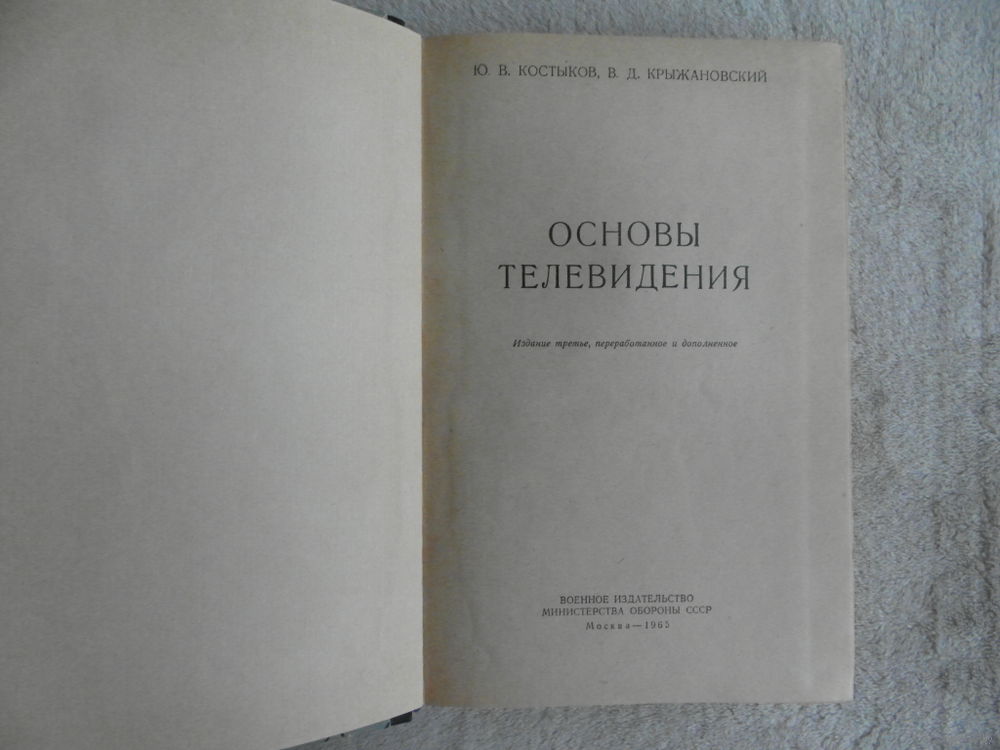 Ю. В. КОСТЫКОВ, В. Д. КРЫЖАНОВСКИЙ
ОСНОВЫ
ТЕЛЕВИДЕНИЯ
Издание третье, переработанное и дополненное
ВОЕННОЕ ИЗДАТЕЛЬСТВО
МИНИСТЕРСТВА ОБОРОНЫ СССР
Москва—1965